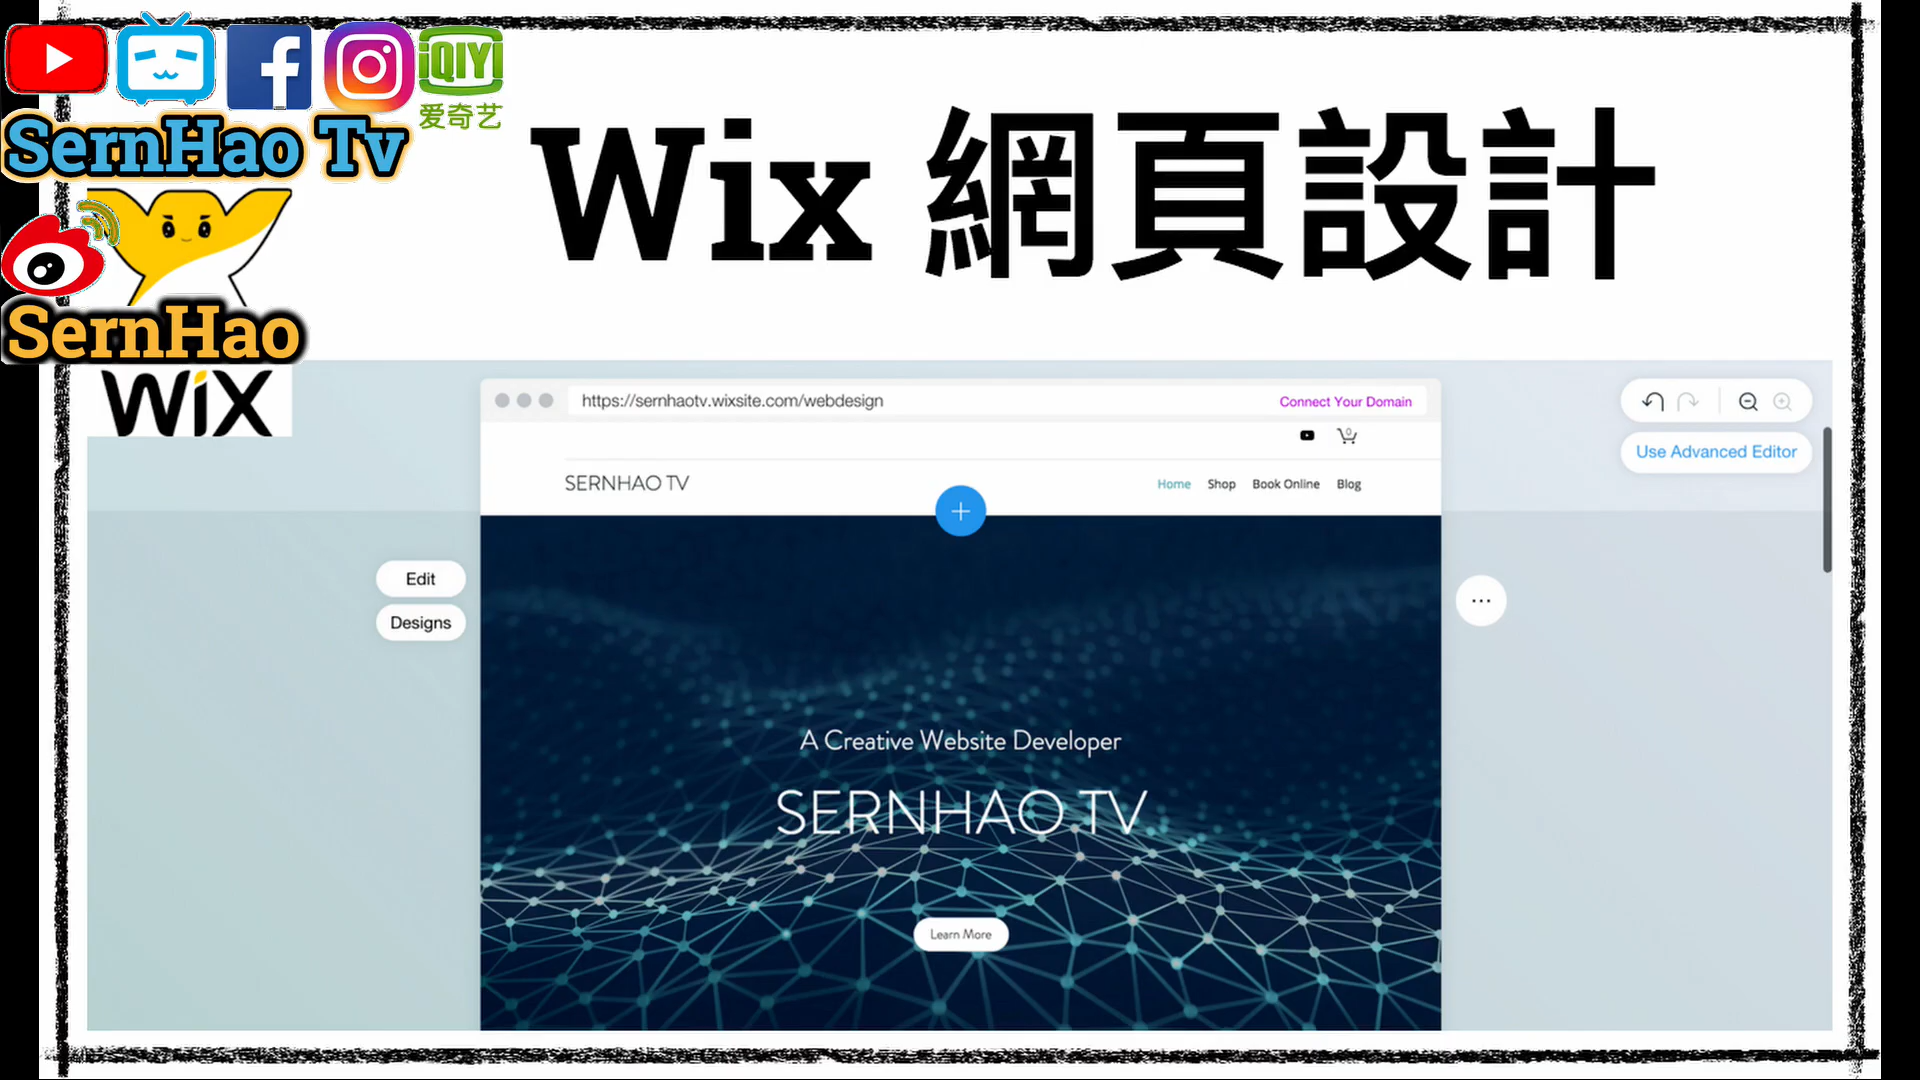 iQIYI
爱奇艺
SernHao Tv
Wix 網頁設計
SernHao
WiX
https://sernhaotv.wixsite.com/webdesign
Connect Your Domain
0
Use Advanced Editor
SERNHAO TV
Home Shop Book Online Blog
Edit
Designs
A Creative Website Developer
SERNHAO TV
Learn More